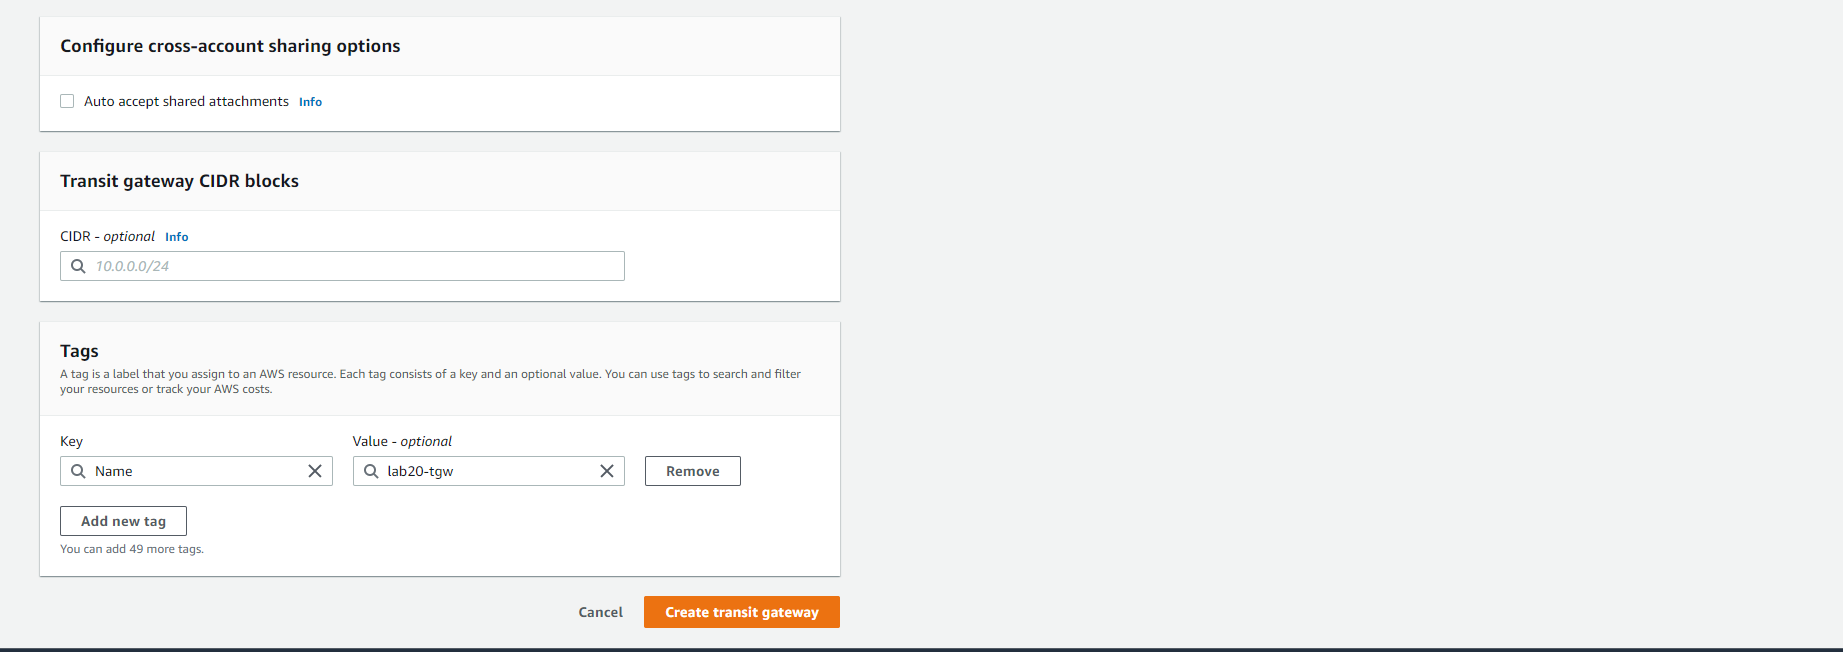 Configure cross-account sharing options
Auto accept shared attachments Info
Transit gateway CIDR blocks
CIDR - optional Info
10.0.0.0/24
Tags
A tag is a label that you assign to an AWS resource. Each tag consists of a key and an optional value. You can use tags to search and filter
your resources or track your AWS costs.
Key Value - optional
Name lab20-tgw Remove
Add new tag
You can add 49 more tags.
Cancel Create transit gateway